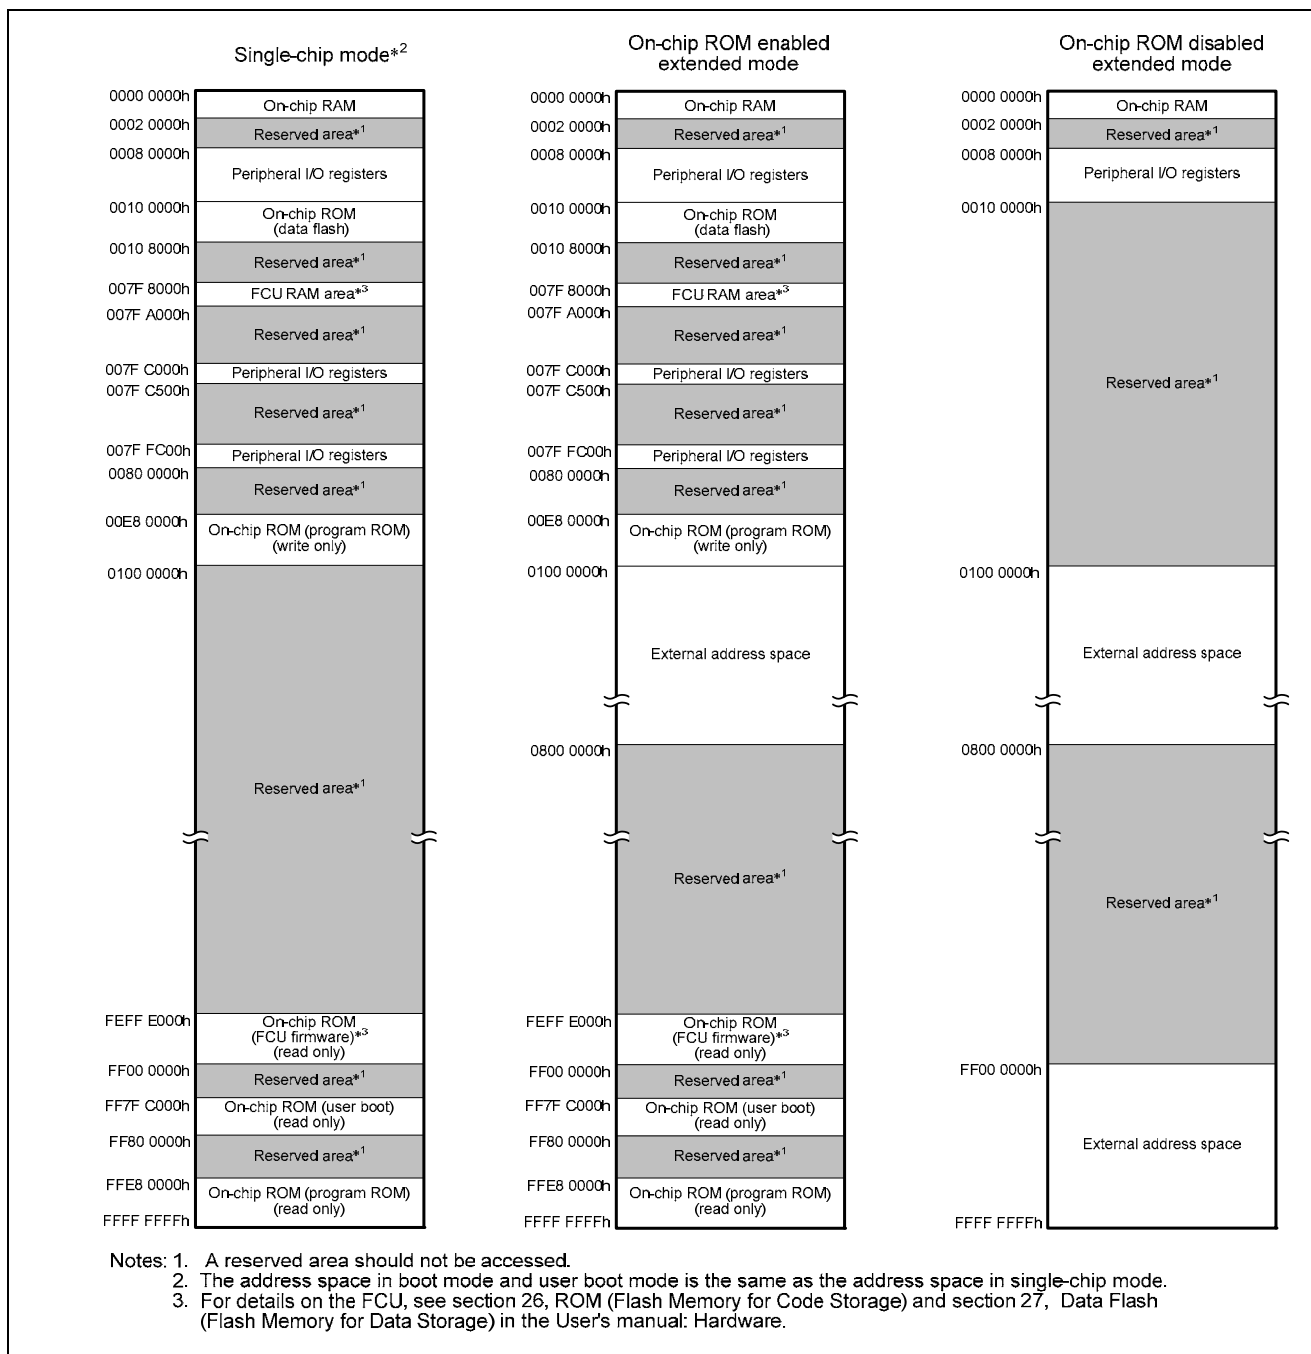 Single-chip mode*2
0000 0000h
On-chip RAM
0002 0000h
Reserved area*1
0008 0000h
Peripheral I/O registers
0010 0000h
On-chip ROM
(data flash)
0010 8000h
Reserved area*1
007F 8000h
FCU RAM area*3
007F A000h
Reserved area*1
007F C000h
Peripheral I/O registers
007F C500h
Reserved area*1
007F FC00h
Peripheral I/O registers
0080 0000h
Reserved area*1
00E8 0000h
On-chip ROM (program ROM)
(write only)
0100 0000h
Reserved area*1
FEFF E000h
On-chip ROM
(FCU firmware)*3
(read only)
FF00 0000h
Reserved area*1
FF7F C000h
On-chip ROM (user boot)
(read only)
FF80 0000h
Reserved area*1
FFE8 0000h
On-chip ROM (program ROM)
(read only)
FFFF FFFFh
On-chip ROM enabled
extended mode
0000 0000h
On-chip RAM
0002 0000h
Reserved area*1
0008 0000h
Peripheral I/O registers
0010 0000h
On-chip ROM
(data flash)
0010 8000h
Reserved area*1
007F 8000h
FCU RAM area*3
007F A000h
Reserved area*1
007F C000h
Peripheral I/O registers
007F C500h
Reserved area*1
007F FC00h
Peripheral I/O registers
0080 0000h
Reserved area*1
00E8 0000h
On-chip ROM (program ROM)
(write only)
0100 0000h
External address space
0800 0000h
Reserved area*1
FEFF E000h
On-chip ROM
(FCU firmware)*3
(read only)
FF00 0000h
Reserved area*1
FF7F C000h
On-chip ROM (user boot)
(read only)
FF80 0000h
Reserved area*1
FFE8 0000h
On-chip ROM (program ROM)
(read only)
FFFF FFFFh
On-chip ROM disabled
extended mode
0000 0000h
On-chip RAM
0002 0000h
Reserved area*1
0008 0000h
Peripheral I/O registers
0010 0000h
Reserved area*1
0100 0000h
External address space
0800 0000h
Reserved area*1
FF00 0000h
External address space
FFFF FFFFh
Notes: 1. A reserved area should not be accessed.
2. The address space in boot mode and user boot mode is the same as the address space in single-chip mode.
3. For details on the FCU, see section 26, ROM (Flash Memory for Code Storage) and section 27, Data Flash
(Flash Memory for Data Storage) in the User's manual: Hardware.